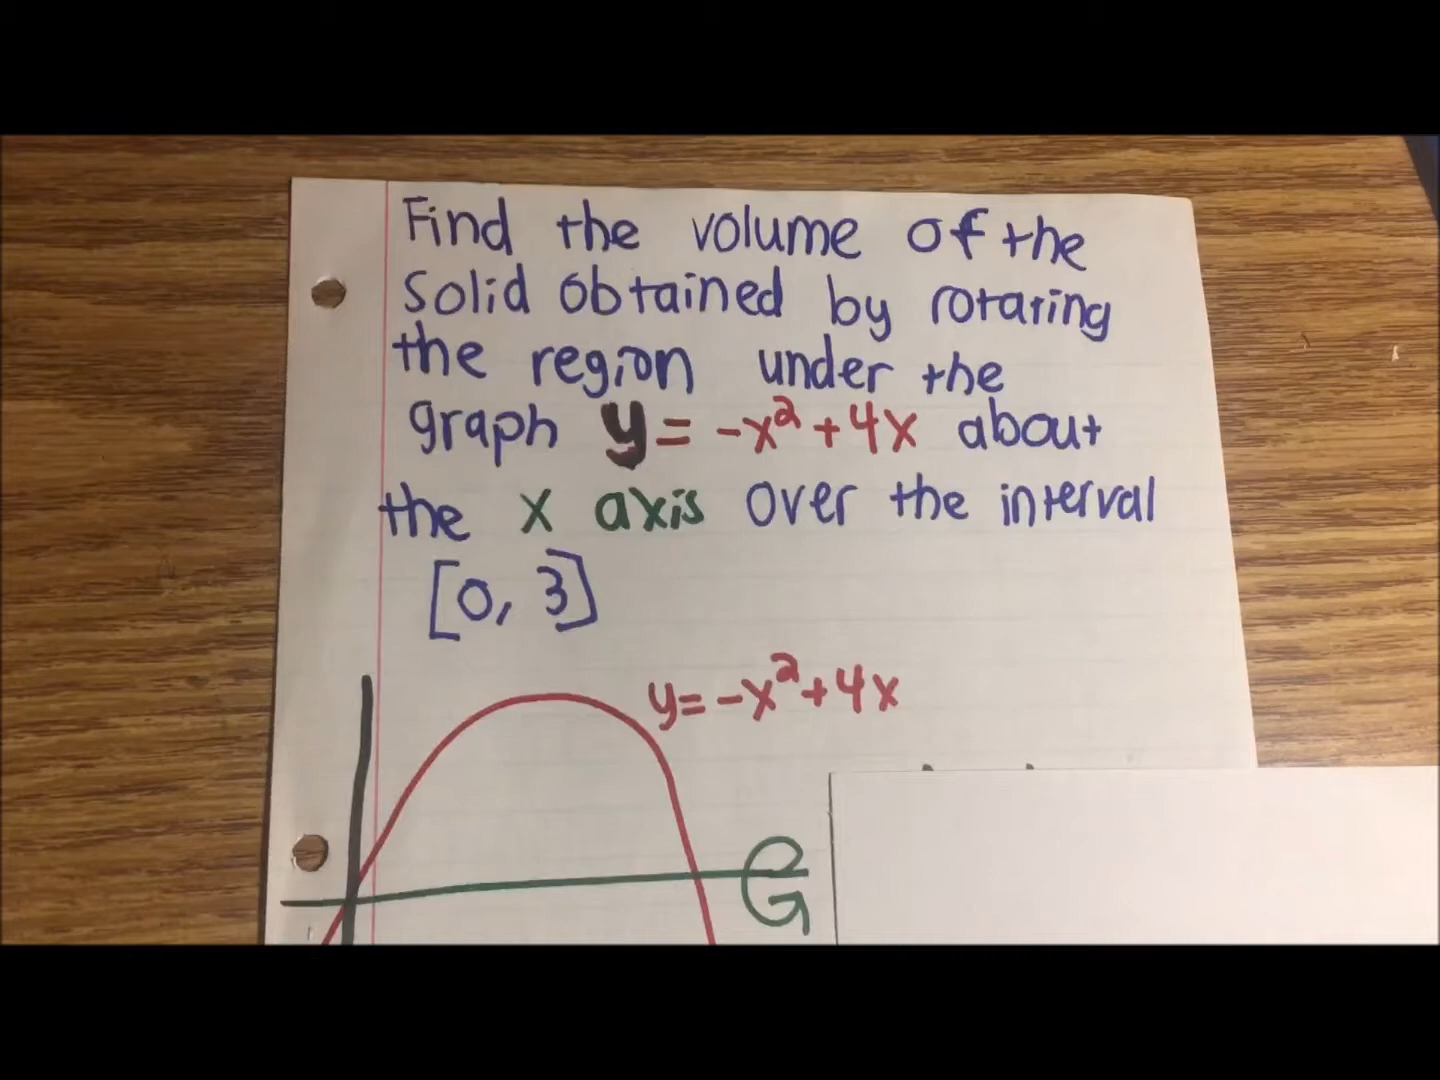 Find the volume of the
solid obtained by rotating
the region under the
graph y = -x² + 4x about
the x axis over the interval
[0, 3]
y = -x² + 4x